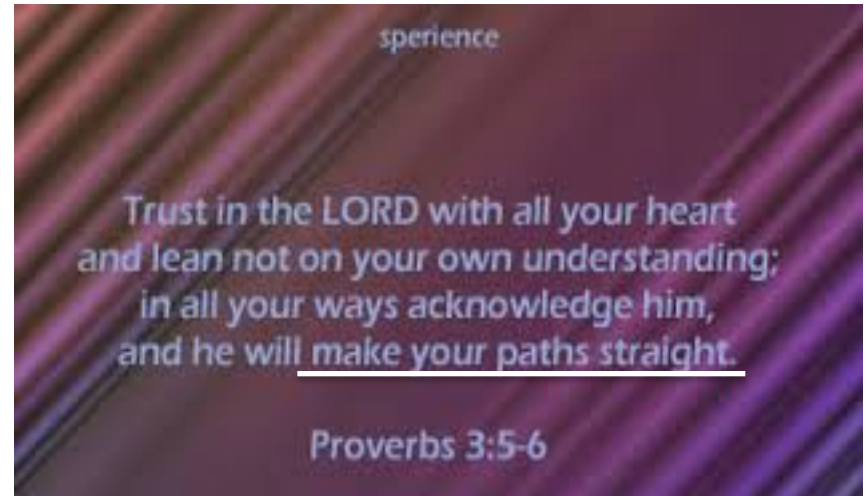 sperience
Trust in the LORD with all your heart
and lean not on your own understanding;
in all your ways acknowledge him,
and he will make your paths straight.
Proverbs 3:5-6